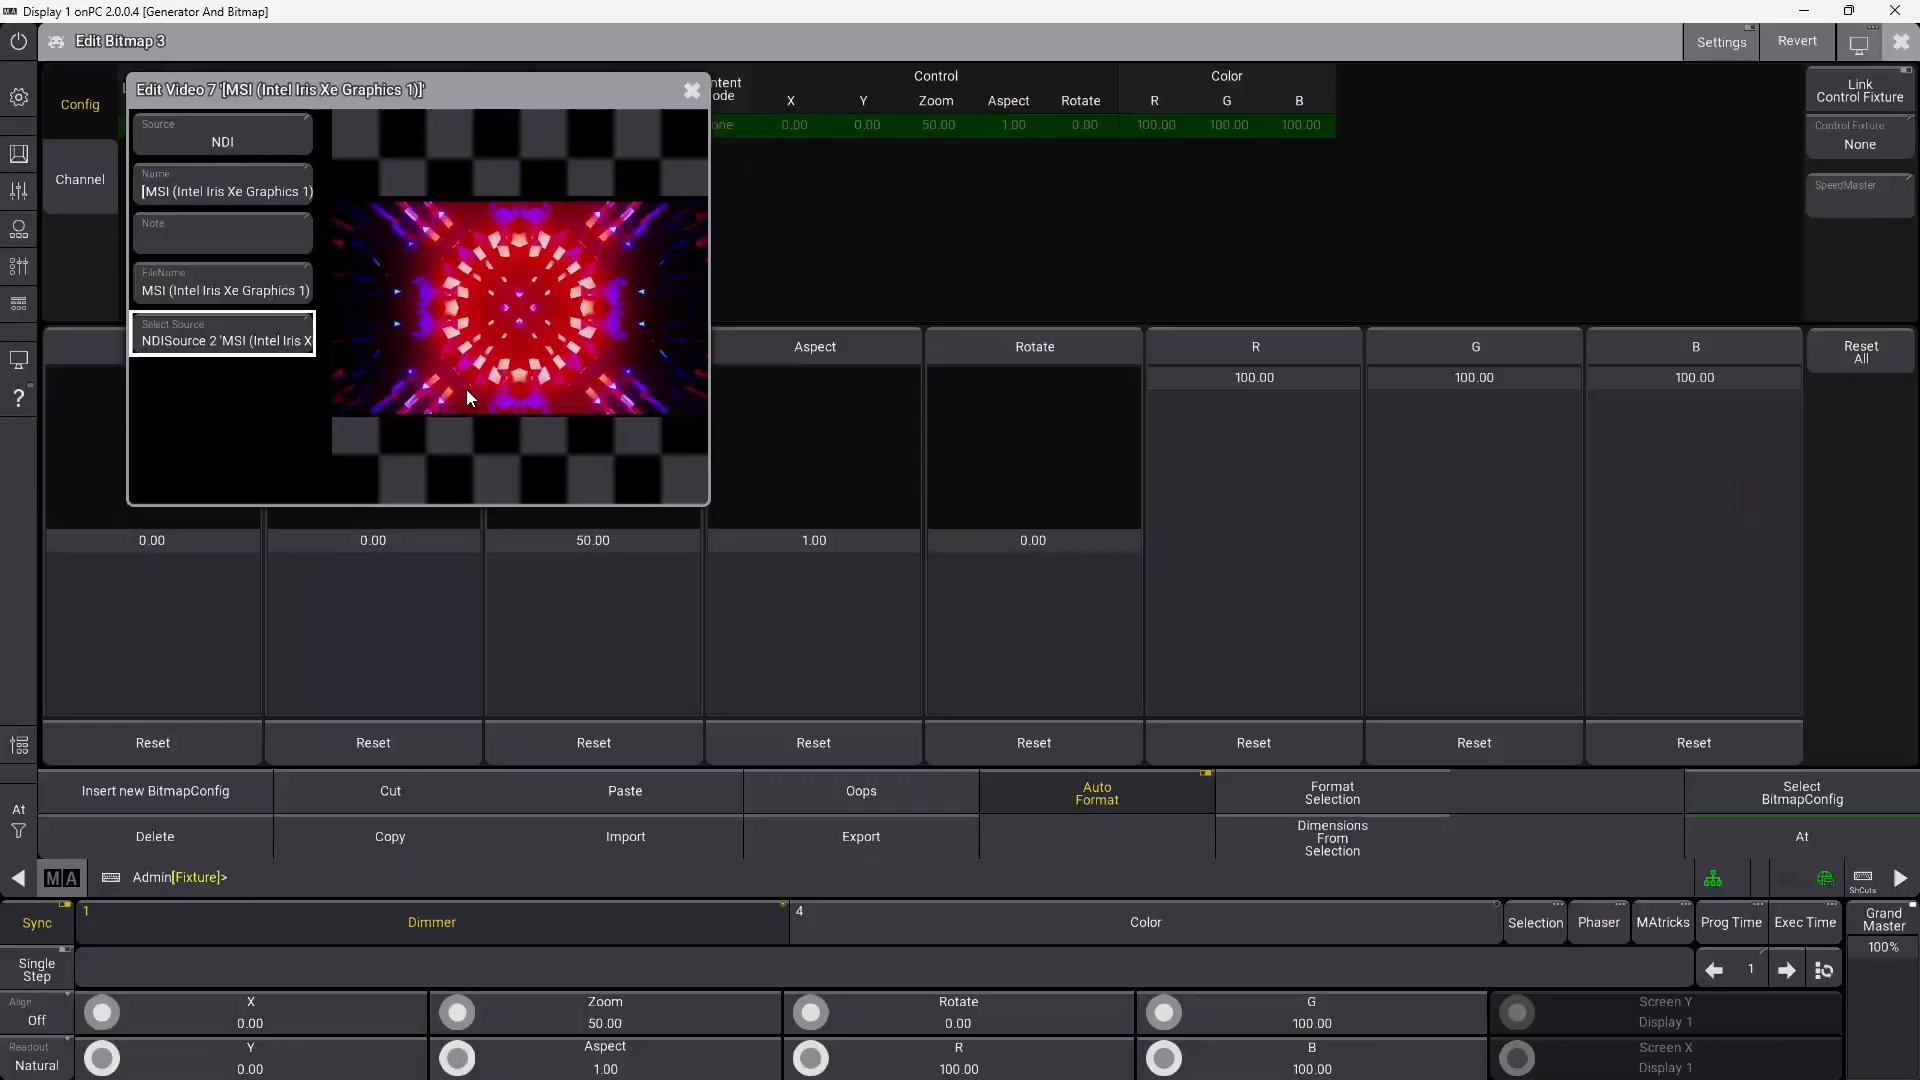 MA Display 1 onPC 2.0.0.4 [Generator And Bitmap]
Edit Bitmap 3
Settings
Revert
Config
Channel
Edit Video 7 '[MSI (Intel Iris Xe Graphics 1)]'
Source
NDI
Name
[MSI (Intel Iris Xe Graphics 1)
Note
FileName
MSI (Intel Iris Xe Graphics 1)
Select Source
NDISource 2 'MSI (Intel Iris X
Control
Color
X Y Zoom Aspect Rotate R G B
0.00 0.00 50.00 1.00 0.00 100.00 100.00 100.00
Link
Control Fixture
Control Fixture
None
SpeedMaster
Aspect Rotate R G B
Reset
All
100.00 100.00 100.00
0.00 0.00 50.00 1.00 0.00
Reset Reset Reset Reset Reset Reset Reset Reset
Insert new BitmapConfig
Cut
Paste
Oops
Auto
Format
Format
Selection
Select
BitmapConfig
Delete
Copy
Import
Export
Dimensions
From
Selection
At
At
MA
Admin[Fixture]>
ShCuts
Sync
1
Dimmer
4
Color
Selection
Phaser
MAtricks
Prog Time
Exec Time
Grand
Master
100%
Single
Step
1
Align
Off
X
0.00
Zoom
50.00
Rotate
0.00
G
100.00
Screen Y
Display 1
Readout
Natural
Y
0.00
Aspect
1.00
R
100.00
B
100.00
Screen X
Display 1